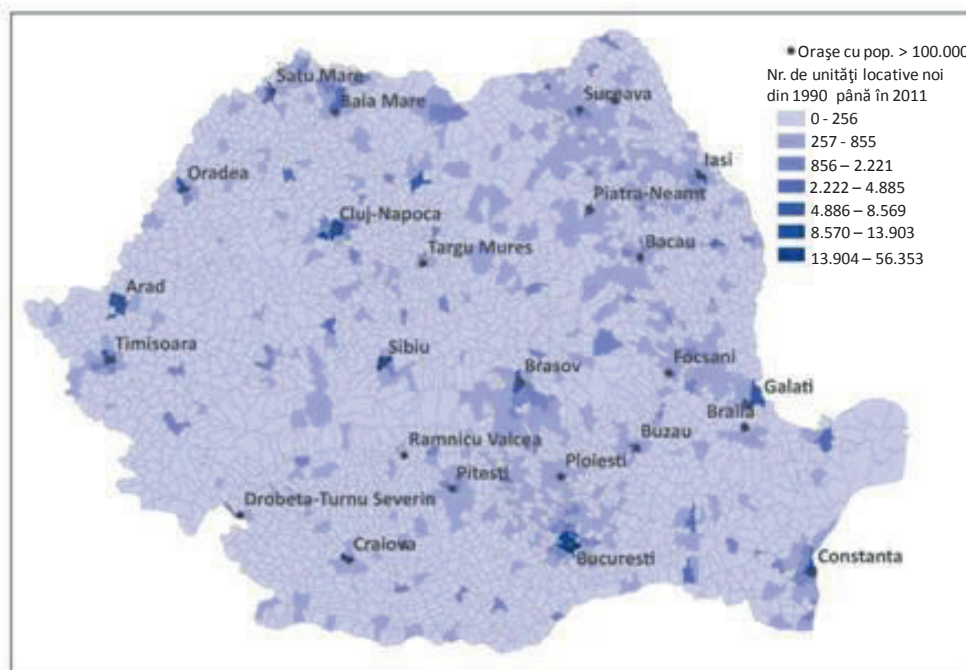 Orașe cu pop. > 100.000
Nr. de unităţi locative noi
din 1990 până în 2011
0 - 256
257 - 855
856 – 2.221
2.222 – 4.885
4.886 – 8.569
8.570 – 13.903
13.904 – 56.353
Satu Mare
Baia Mare
Suceava
Iasi
Oradea
Piatra-Neamt
Cluj-Napoca
Targu Mures
Bacau
Arad
Timisoara
Sibiu
Brasov
Focsani
Galati
Braila
Ramnicu Valcea
Buzau
Pitesti
Ploiesti
Drobeta-Turnu Severin
Craiova
Bucuresti
Constanta